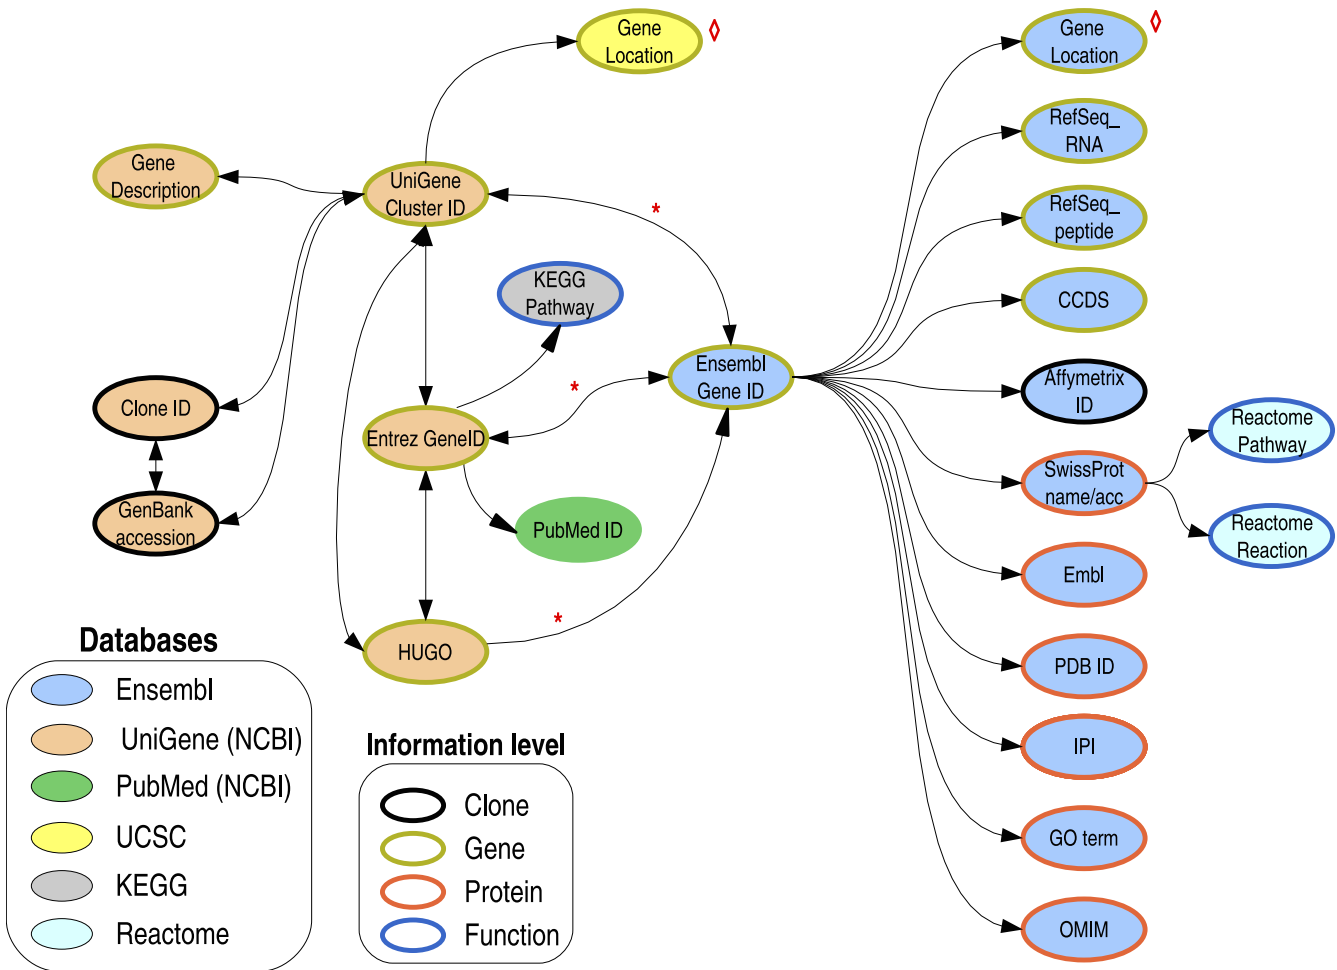 Gene
Location
◊
Gene
Location
◊
RefSeq_
RNA
Gene
Description
UniGene
Cluster ID
*
RefSeq_
peptide
KEGG
Pathway
CCDS
Ensembl
Gene ID
*
Affymetrix
ID
Clone ID
Entrez GeneID
Reactome
Pathway
SwissProt
name/acc
GenBank
accession
PubMed ID
Reactome
Reaction
Embl
*
HUGO
PDB ID
IPI
GO term
OMIM
Databases
Ensembl
UniGene (NCBI)
PubMed (NCBI)
UCSC
KEGG
Reactome
Information level
Clone
Gene
Protein
Function